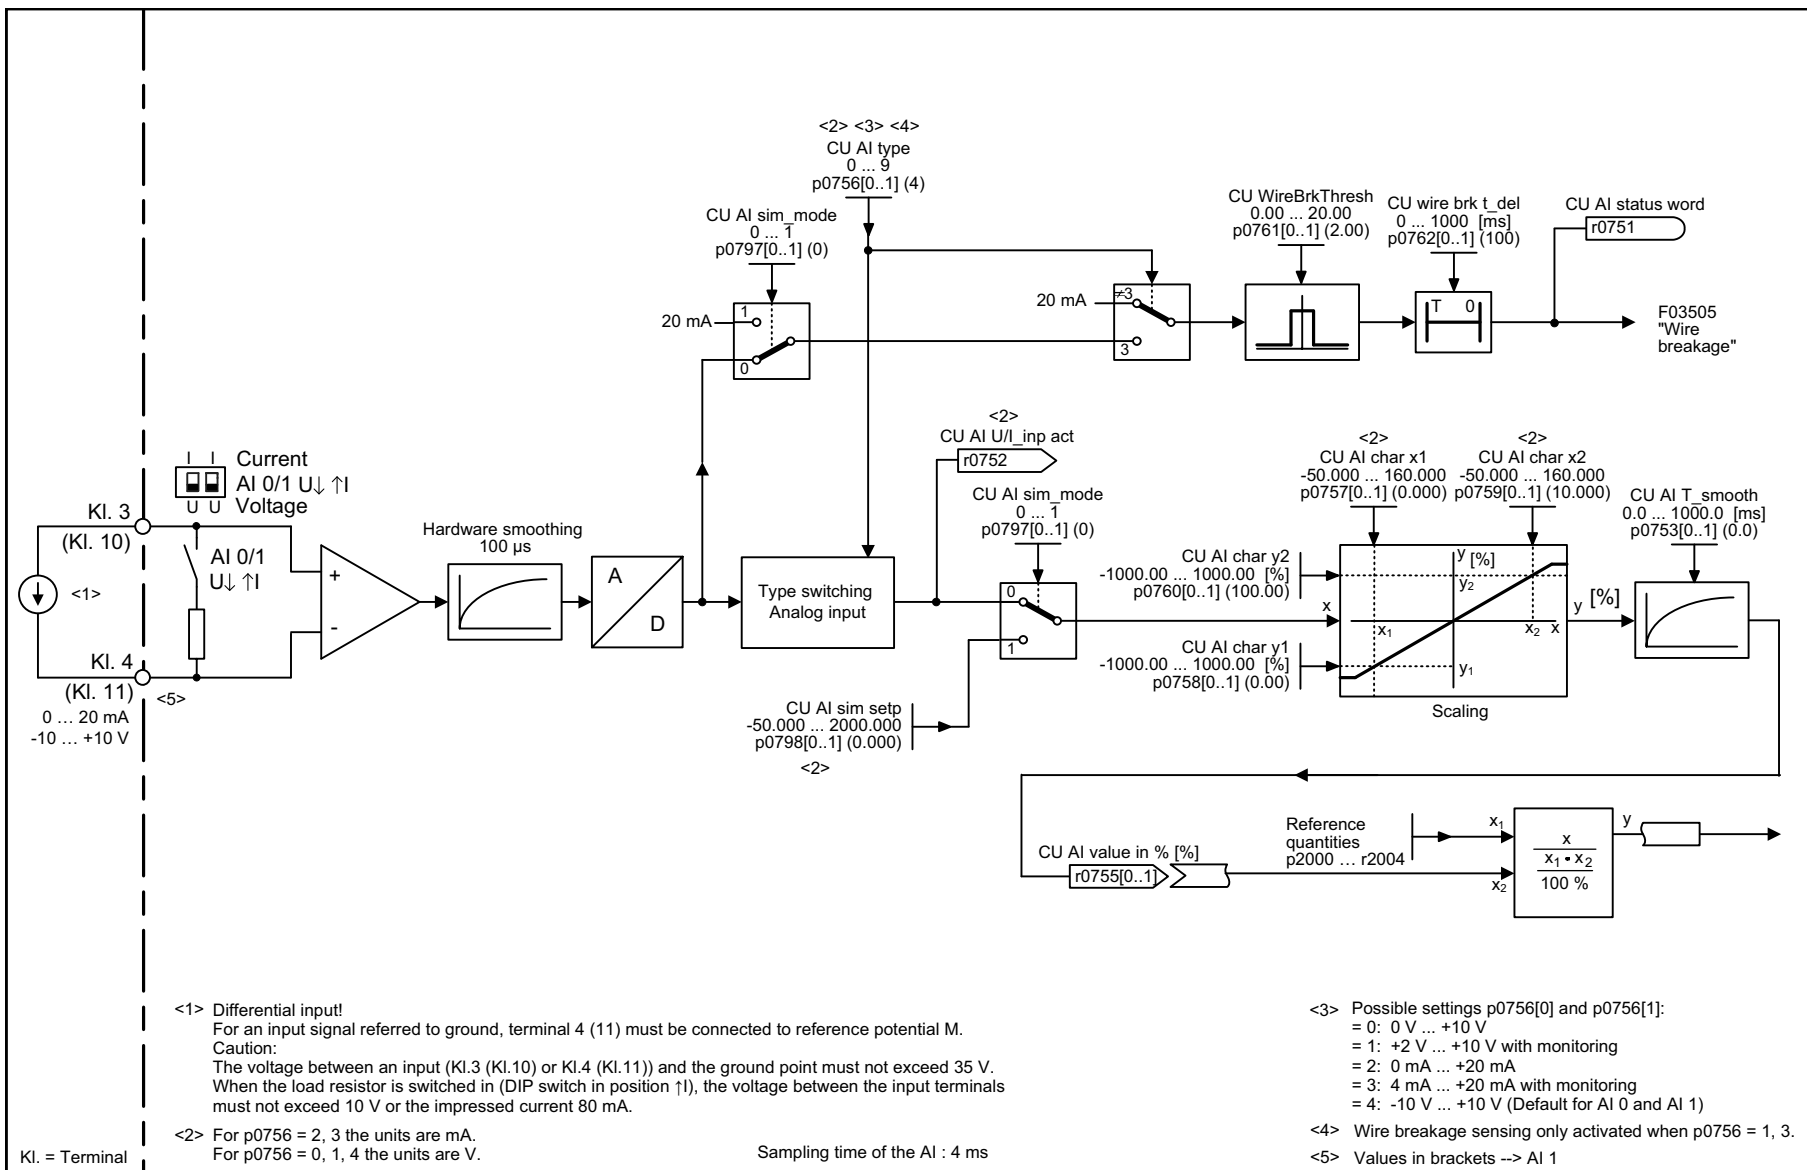 <2> <3> <4>
CU AI type
0 ... 9
p0756[0..1] (4)
CU AI sim_mode
0 ... 1
p0797[0..1] (0)
20 mA
1
0
CU WireBrkThresh
0.00 ... 20.00
p0761[0..1] (2.00)
CU wire brk t_del
0 ... 1000 [ms]
p0762[0..1] (100)
CU AI status word
r0751
20 mA
≠3
3
T 0
F03505
"Wire
breakage"
I I Current
AI 0/1 U↓ ↑I
U U Voltage
Kl. 3
(Kl. 10)
AI 0/1
U↓ ↑I
<1>
Kl. 4
(Kl. 11)
<5>
0 ... 20 mA
-10 ... +10 V
+
-
Hardware smoothing
100 µs
A
D
Type switching
Analog input
<2>
CU AI U/I_inp act
r0752
CU AI sim_mode
0 ... 1
p0797[0..1] (0)
0
1
CU AI sim setp
-50.000 ... 2000.000
p0798[0..1] (0.000)
<2>
<2>
CU AI char x1
-50.000 ... 160.000
p0757[0..1] (0.000)
<2>
CU AI char x2
-50.000 ... 160.000
p0759[0..1] (10.000)
CU AI char y2
-1000.00 ... 1000.00 [%]
p0760[0..1] (100.00)
x
CU AI char y1
-1000.00 ... 1000.00 [%]
p0758[0..1] (0.00)
y [%]
y2
x1
x2 x
y1
Scaling
y [%]
CU AI T_smooth
0.0 ... 1000.0 [ms]
p0753[0..1] (0.0)
CU AI value in % [%]
r0755[0..1]
Reference
quantities
p2000 ... r2004
x1
x2
x
x1 • x2
100 %
y
<1> Differential input!
For an input signal referred to ground, terminal 4 (11) must be connected to reference potential M.
Caution:
The voltage between an input (Kl.3 (Kl.10) or Kl.4 (Kl.11)) and the ground point must not exceed 35 V.
When the load resistor is switched in (DIP switch in position ↑I), the voltage between the input terminals
must not exceed 10 V or the impressed current 80 mA.
<2> For p0756 = 2, 3 the units are mA.
For p0756 = 0, 1, 4 the units are V.
Sampling time of the AI : 4 ms
Kl. = Terminal
<3> Possible settings p0756[0] and p0756[1]:
= 0: 0 V ... +10 V
= 1: +2 V ... +10 V with monitoring
= 2: 0 mA ... +20 mA
= 3: 4 mA ... +20 mA with monitoring
= 4: -10 V ... +10 V (Default for AI 0 and AI 1)
<4> Wire breakage sensing only activated when p0756 = 1, 3.
<5> Values in brackets --> AI 1